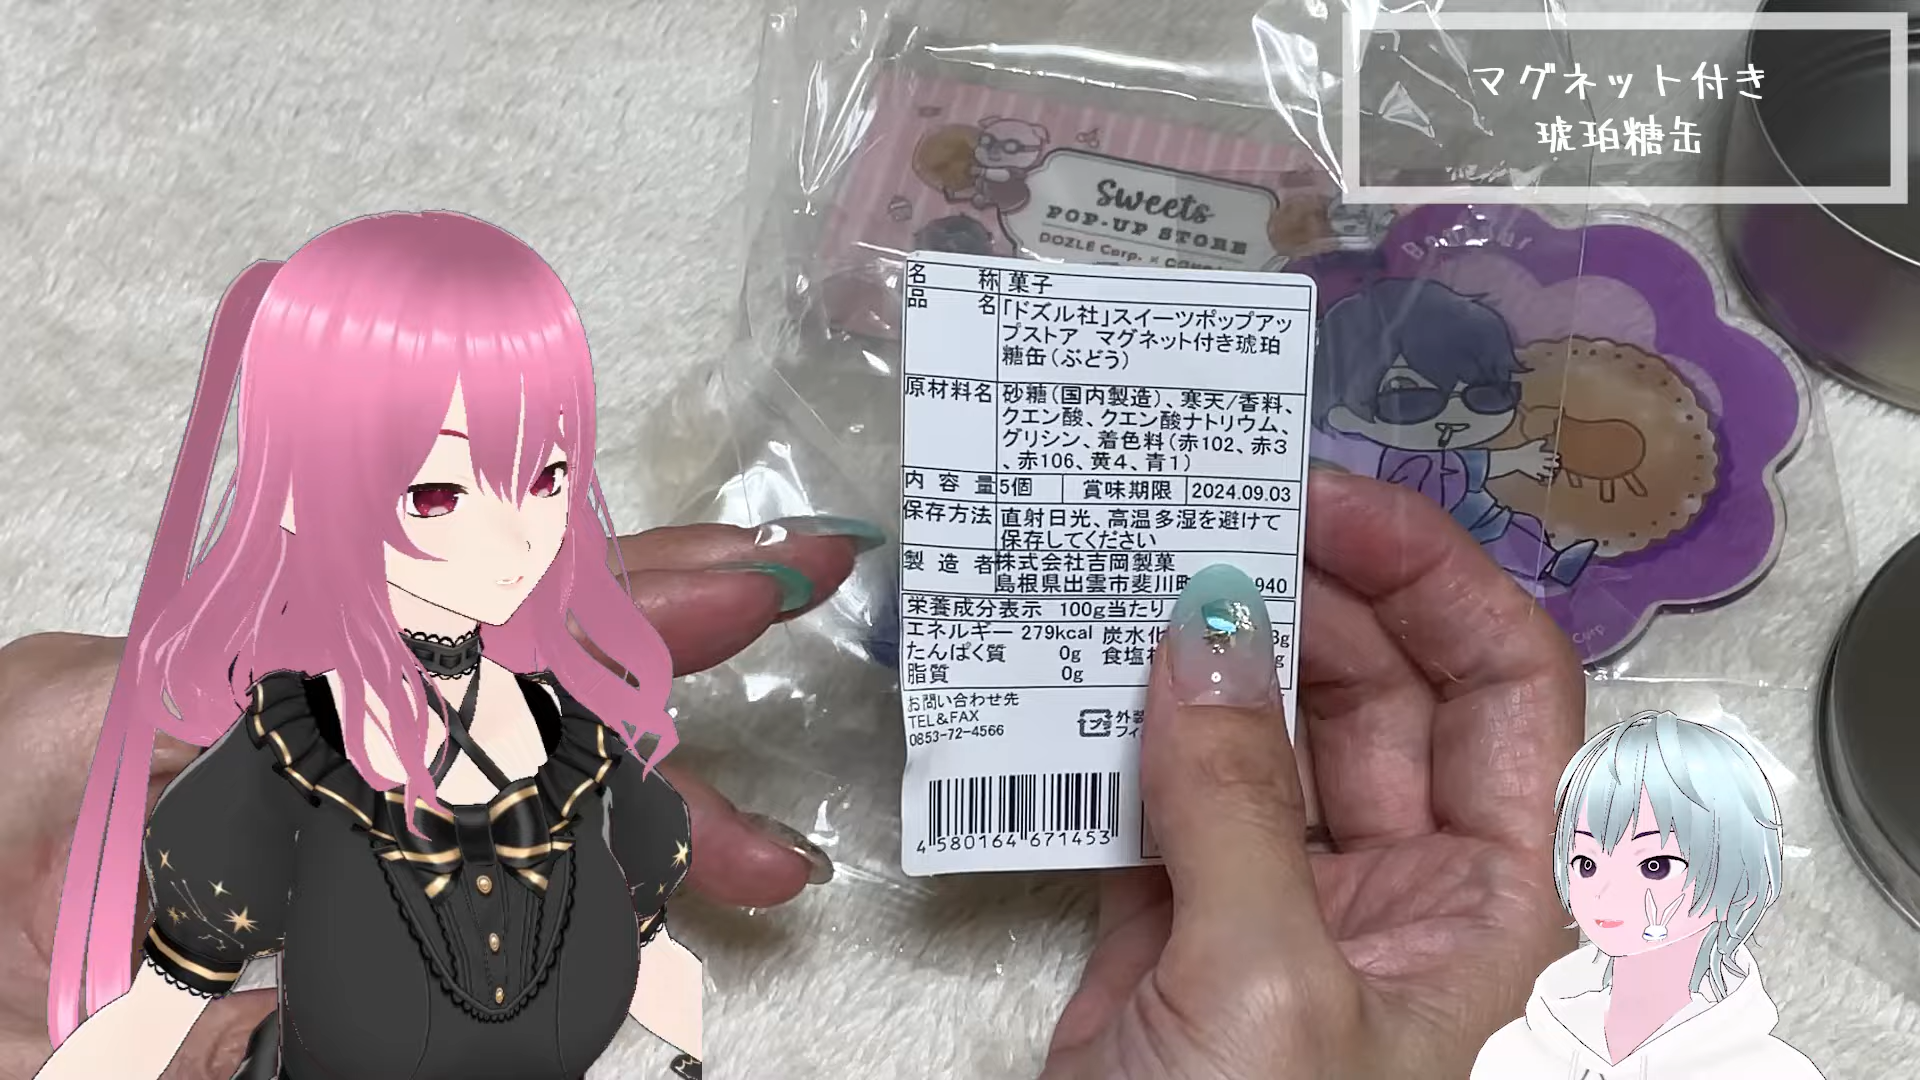 マグネット付き
琥珀糖缶
Sweets
POP-UP STORE
DOZLE Corp. ×
名称 菓子
品名 「ドズル社」スイーツポップアッ
プストア マグネット付き琥珀
糖缶(ぶどう)
原材料名 砂糖(国内製造)、寒天/香料、
クエン酸、クエン酸ナトリウム、
グリシン、着色料(赤102、赤3
、赤106、黄4、青1)
内容量 5個 賞味期限 2024.09.03
保存方法 直射日光、高温多湿を避けて
保存してください
製造者 株式会社吉岡製菓
島根県出雲市斐川町 940
栄養成分表示 100g当たり
エネルギー 279kcal 炭水化
たんぱく質 0g 食塩
脂質 0g
お問い合わせ先
TEL&FAX
0853-72-4566
プラ 外装
フィ
4 580164 671453
Corp